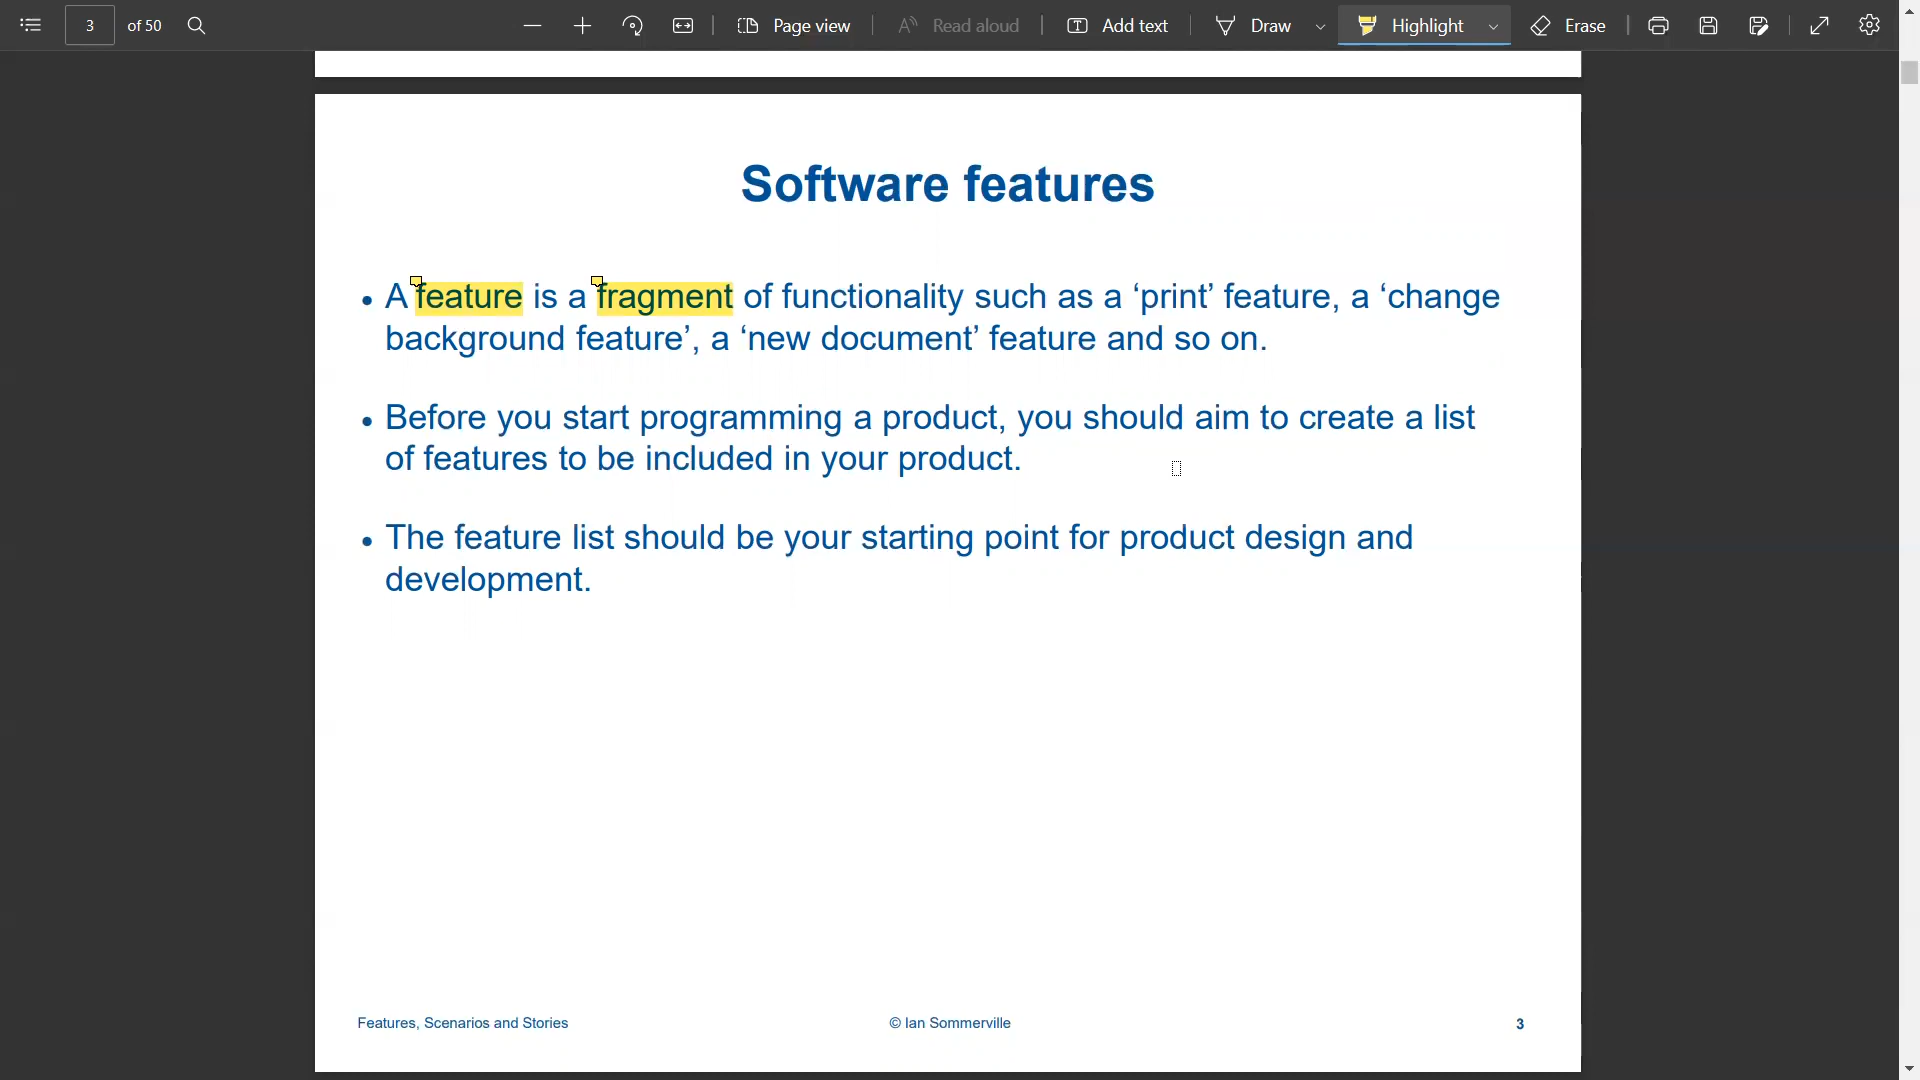 3 of 50 Page view Read aloud Add text Draw Highlight Erase
Software features
• A feature is a fragment of functionality such as a ‘print’ feature, a ‘change
background feature’, a ‘new document’ feature and so on.
• Before you start programming a product, you should aim to create a list
of features to be included in your product.
• The feature list should be your starting point for product design and
development.
Features, Scenarios and Stories © Ian Sommerville 3